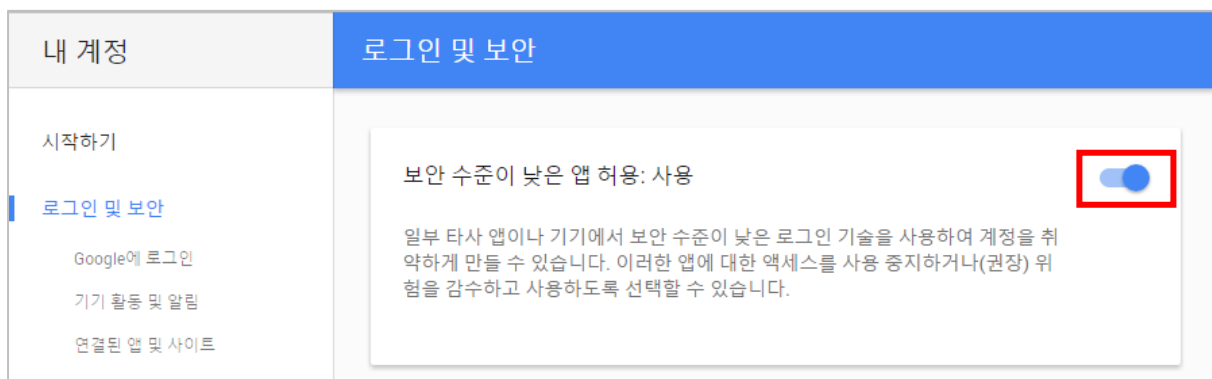 내 계정
로그인 및 보안
시작하기
로그인 및 보안
Google에 로그인
기기 활동 및 알림
연결된 앱 및 사이트
보안 수준이 낮은 앱 허용: 사용
일부 타사 앱이나 기기에서 보안 수준이 낮은 로그인 기술을 사용하여 계정을 취
약하게 만들 수 있습니다. 이러한 앱에 대한 액세스를 사용 중지하거나(권장) 위
험을 감수하고 사용하도록 선택할 수 있습니다.